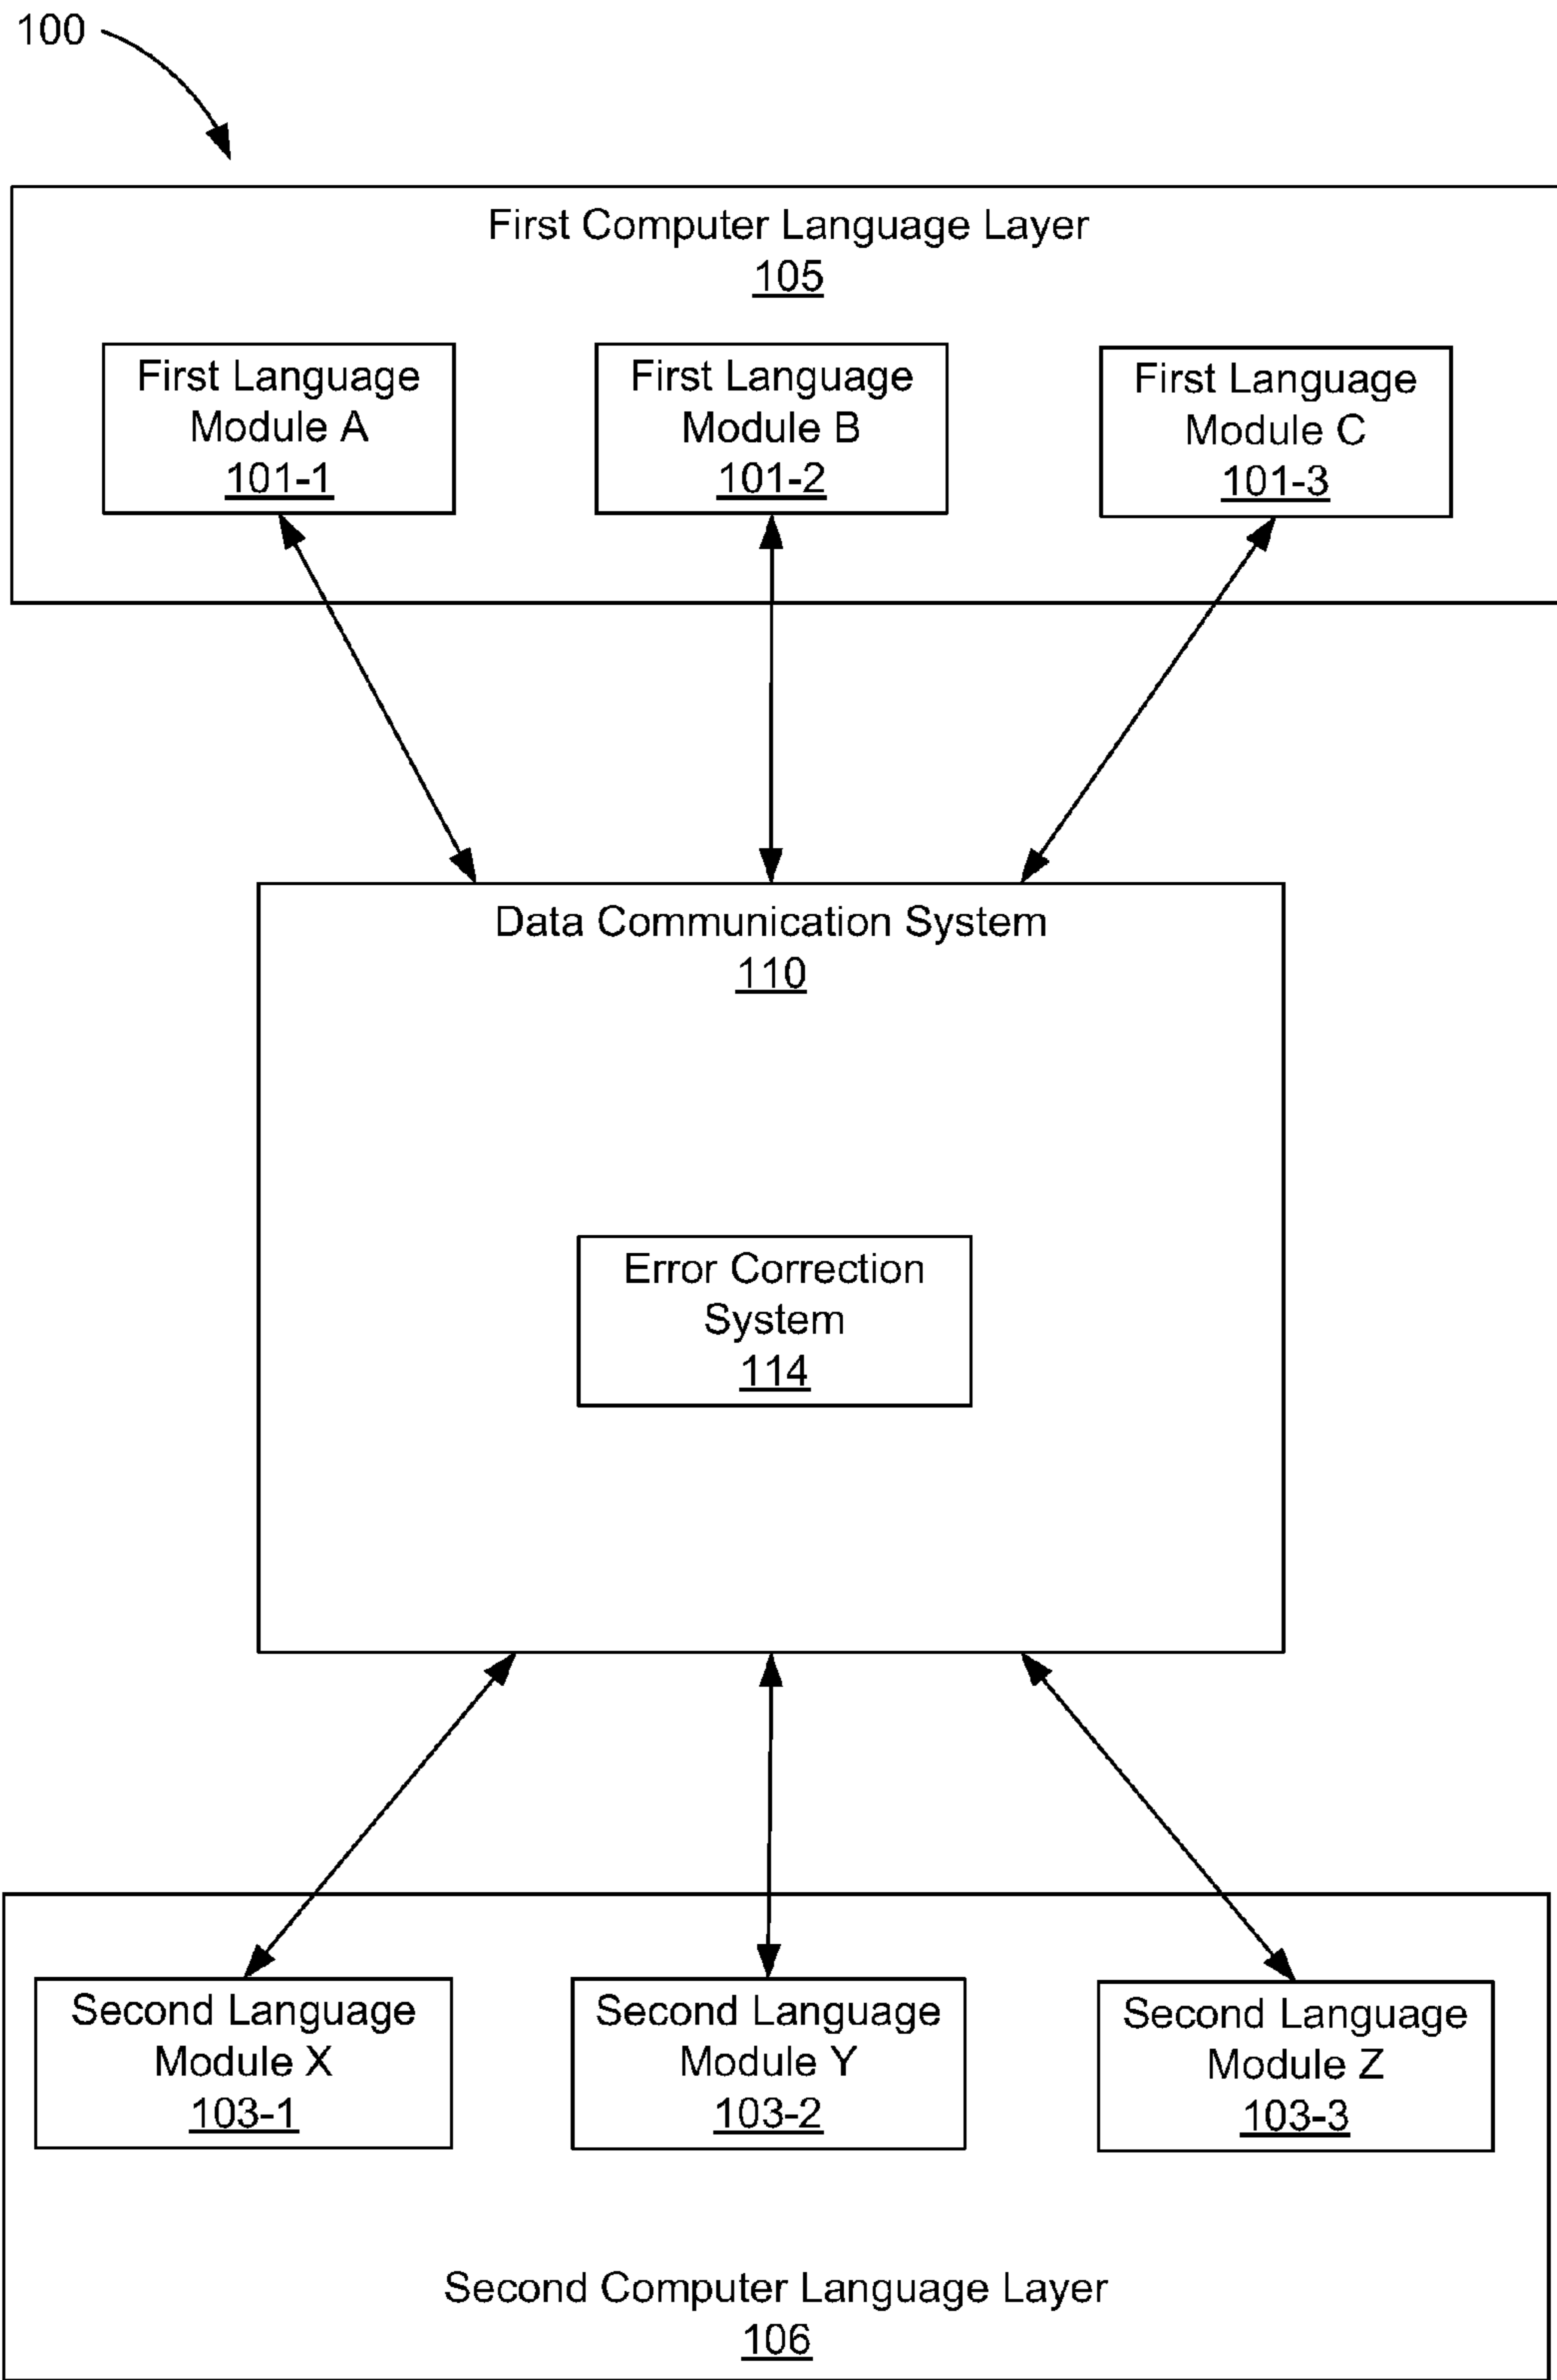 100
First Computer Language Layer
105
First Language
Module A
101-1
First Language
Module B
101-2
First Language
Module C
101-3
Data Communication System
110
Error Correction
System
114
Second Language
Module X
103-1
Second Language
Module Y
103-2
Second Language
Module Z
103-3
Second Computer Language Layer
106